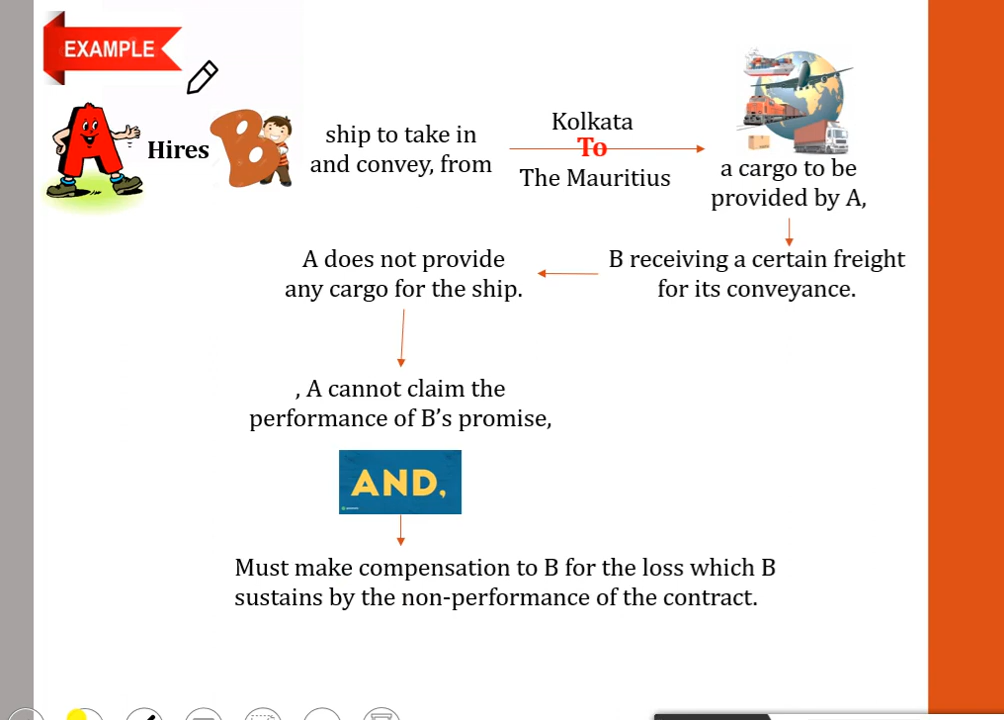 EXAMPLE
A
Hires
B
ship to take in
and convey, from
Kolkata
To
The Mauritius
a cargo to be
provided by A,
B receiving a certain freight
for its conveyance.
A does not provide
any cargo for the ship.
, A cannot claim the
performance of B’s promise,
AND,
Must make compensation to B for the loss which B
sustains by the non-performance of the contract.